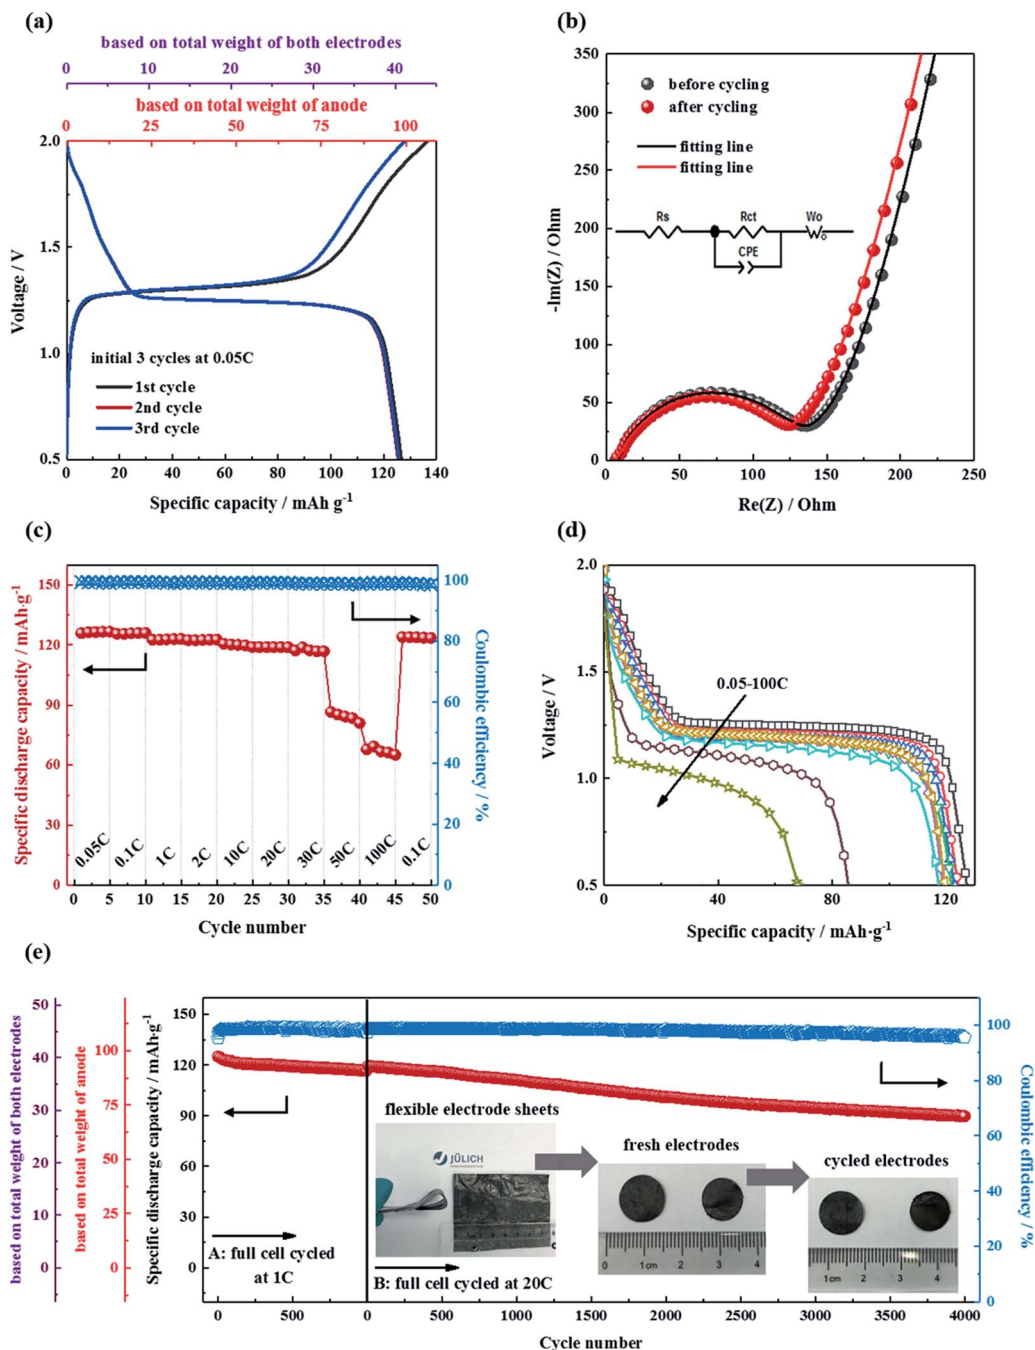 (a)
based on total weight of both electrodes
0 10 20 30 40
based on total weight of anode
0 25 50 75 100
2.0
1.5
1.0
0.5
Voltage / V
initial 3 cycles at 0.05C
1st cycle
2nd cycle
3rd cycle
0 20 40 60 80 100 120 140
Specific capacity / mAh g⁻¹
(b)
350
300
250
200
150
100
50
0
-Im(Z) / Ohm
before cycling
after cycling
fitting line
fitting line
Rs Rct Wo
CPE
0 50 100 150 200 250
Re(Z) / Ohm
(c)
150
120
90
60
30
0
Specific discharge capacity / mAh·g⁻¹
100
80
60
40
20
0
Coulombic efficiency / %
0.05C 0.1C 1C 2C 10C 20C 30C 50C 100C 0.1C
0 5 10 15 20 25 30 35 40 45 50
Cycle number
(d)
2.0
1.5
1.0
0.5
Voltage / V
0.05-100C
0 40 80 120
Specific capacity / mAh·g⁻¹
(e)
50
40
30
20
10
0
based on total weight of both electrodes
100
75
50
25
0
based on total weight of anode
150
120
90
60
30
0
Specific discharge capacity / mAh·g⁻¹
100
80
60
40
20
0
Coulombic efficiency / %
flexible electrode sheets
JÜLICH
fresh electrodes
0 1cm 2 3 4
cycled electrodes
1cm 2 3 4
A: full cell cycled
at 1C
B: full cell cycled at 20C
0 500 0 500 1000 1500 2000 2500 3000 3500 4000
Cycle number